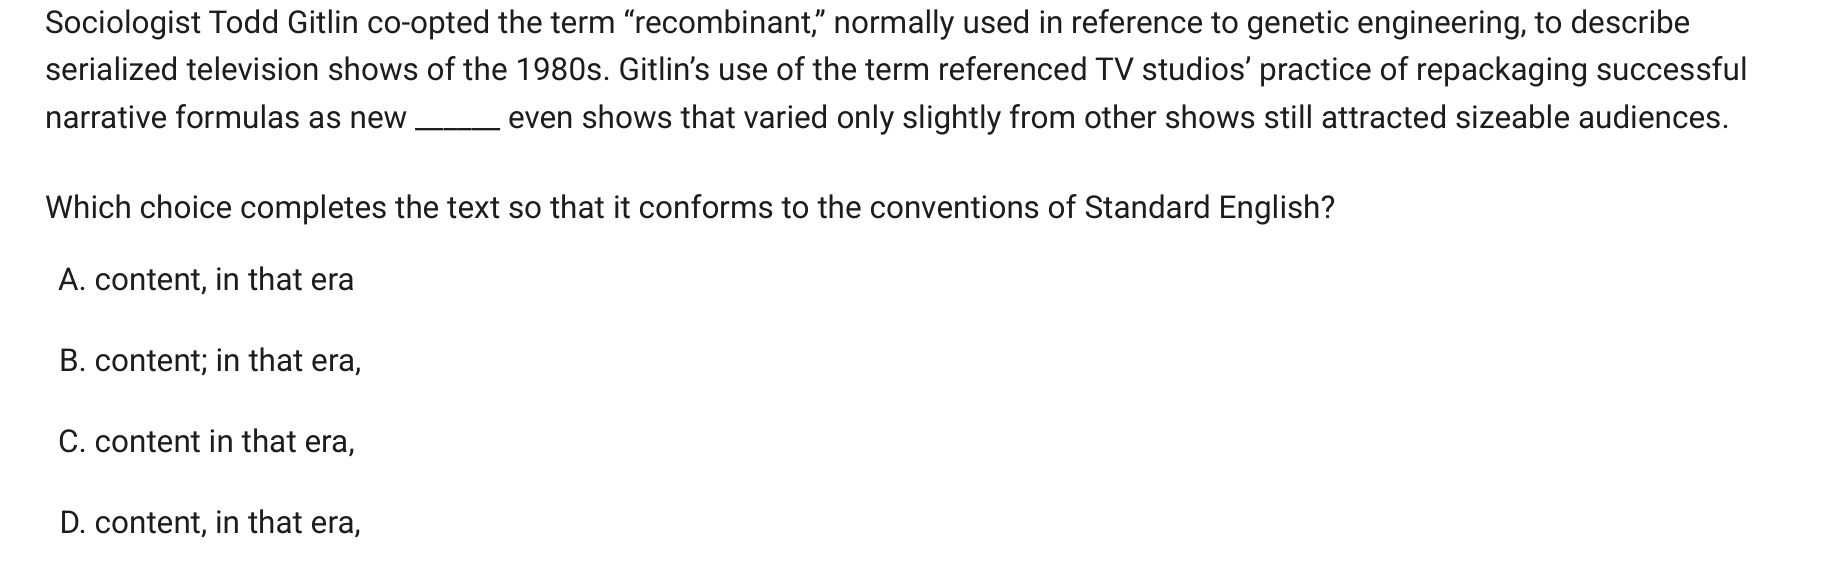 Sociologist Todd Gitlin co-opted the term “recombinant,” normally used in reference to genetic engineering, to describe
serialized television shows of the 1980s. Gitlin’s use of the term referenced TV studios’ practice of repackaging successful
narrative formulas as new ______ even shows that varied only slightly from other shows still attracted sizeable audiences.
Which choice completes the text so that it conforms to the conventions of Standard English?
A. content, in that era
B. content; in that era,
C. content in that era,
D. content, in that era,